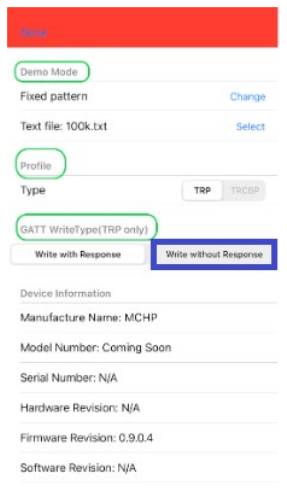 Done
Demo Mode
Fixed pattern Change
Text file: 100k.txt Select
Profile
Type TRP TRCBP
GATT WriteType(TRP only)
Write with Response Write without Response
Device Information
Manufacture Name: MCHP
Model Number: Coming Soon
Serial Number: N/A
Hardware Revision: N/A
Firmware Revision: 0.9.0.4
Software Revision: N/A